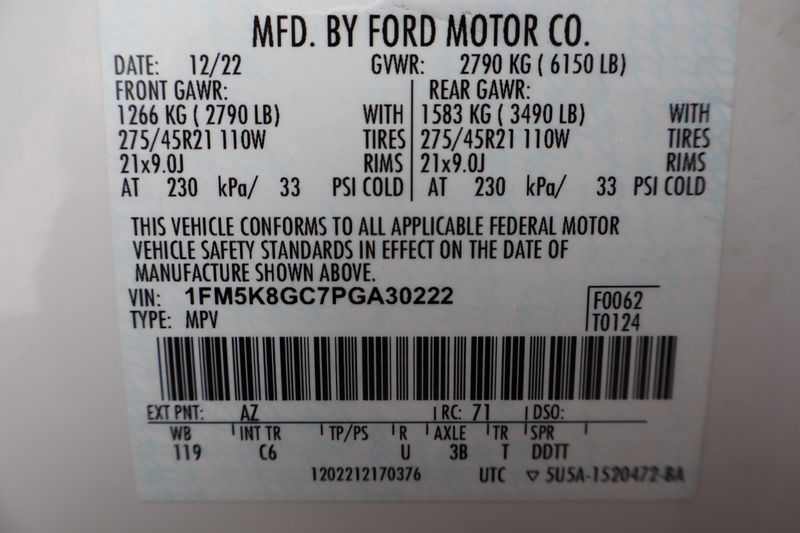 MFD. BY FORD MOTOR CO.
DATE: 12/22 GVWR: 2790 KG ( 6150 LB)
FRONT GAWR: REAR GAWR:
1266 KG ( 2790 LB) WITH 1583 KG ( 3490 LB) WITH
275/45R21 110W TIRES 275/45R21 110W TIRES
21x9.0J RIMS 21x9.0J RIMS
AT 230 kPa/ 33 PSI COLD AT 230 kPa/ 33 PSI COLD
THIS VEHICLE CONFORMS TO ALL APPLICABLE FEDERAL MOTOR
VEHICLE SAFETY STANDARDS IN EFFECT ON THE DATE OF
MANUFACTURE SHOWN ABOVE.
VIN: 1FM5K8GC7PGA30222 F0062
TYPE: MPV T0124
EXT PNT: AZ RC: 71 DSO:
WB INT TR TP/PS R AXLE TR SPR
119 C6 U 3B T DDTT
1202212170376 UTC ▽ 5U5A-1520472-BA